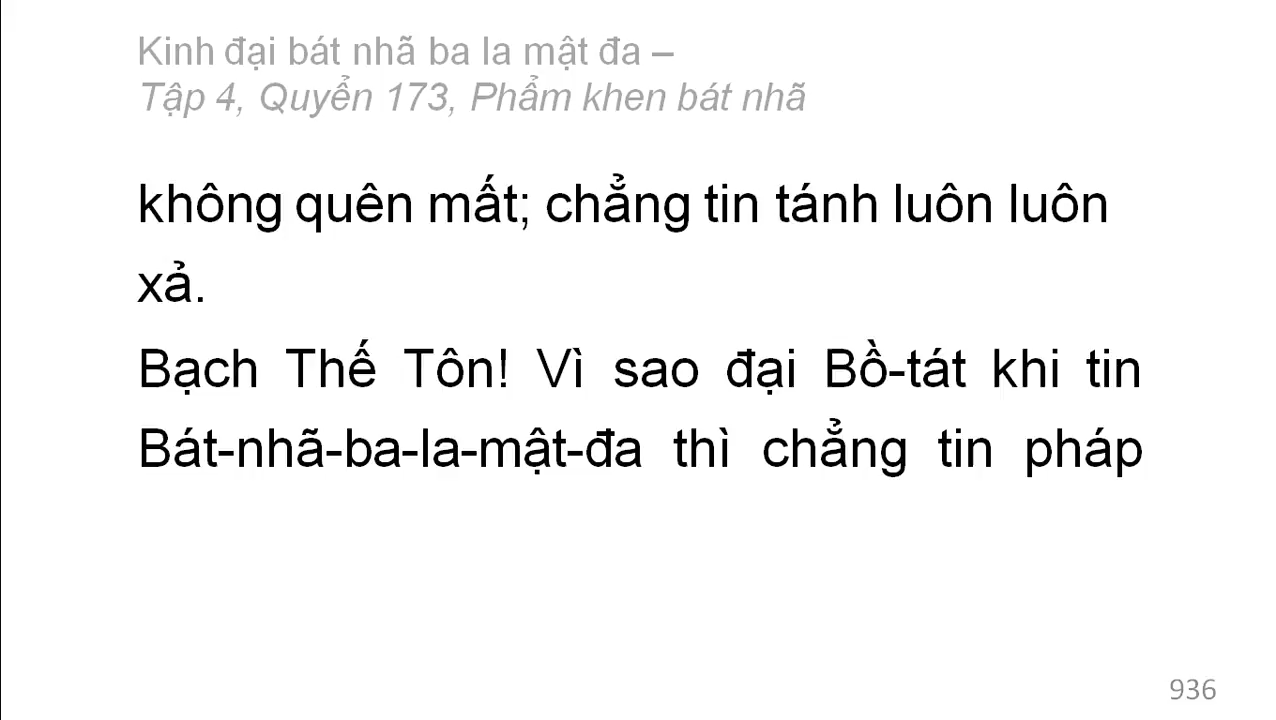 Kinh đại bát nhã ba la mật đa –
Tập 4, Quyển 173, Phẩm khen bát nhã
không quên mất; chẳng tin tánh luôn luôn
xả.
Bạch Thế Tôn! Vì sao đại Bồ-tát khi tin
Bát-nhã-ba-la-mật-đa thì chẳng tin pháp
936